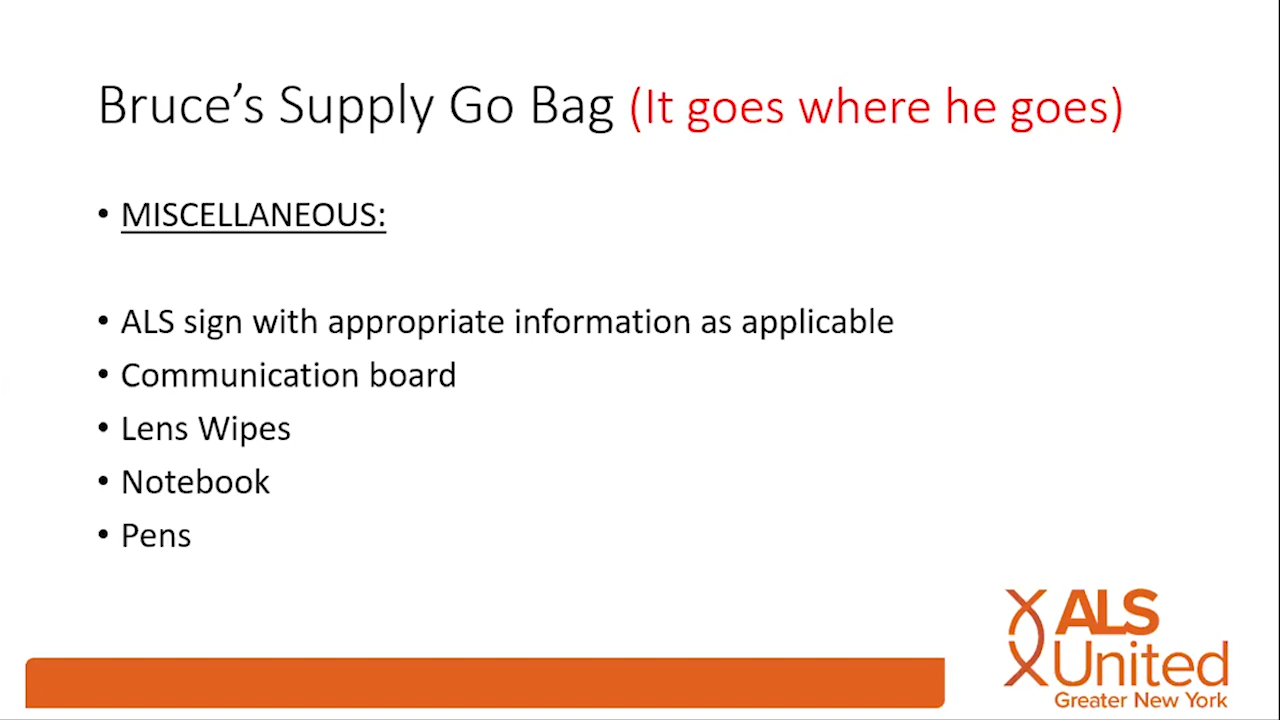 Bruce’s Supply Go Bag (It goes where he goes)
• MISCELLANEOUS:
• ALS sign with appropriate information as applicable
• Communication board
• Lens Wipes
• Notebook
• Pens
ALS
United
Greater New York